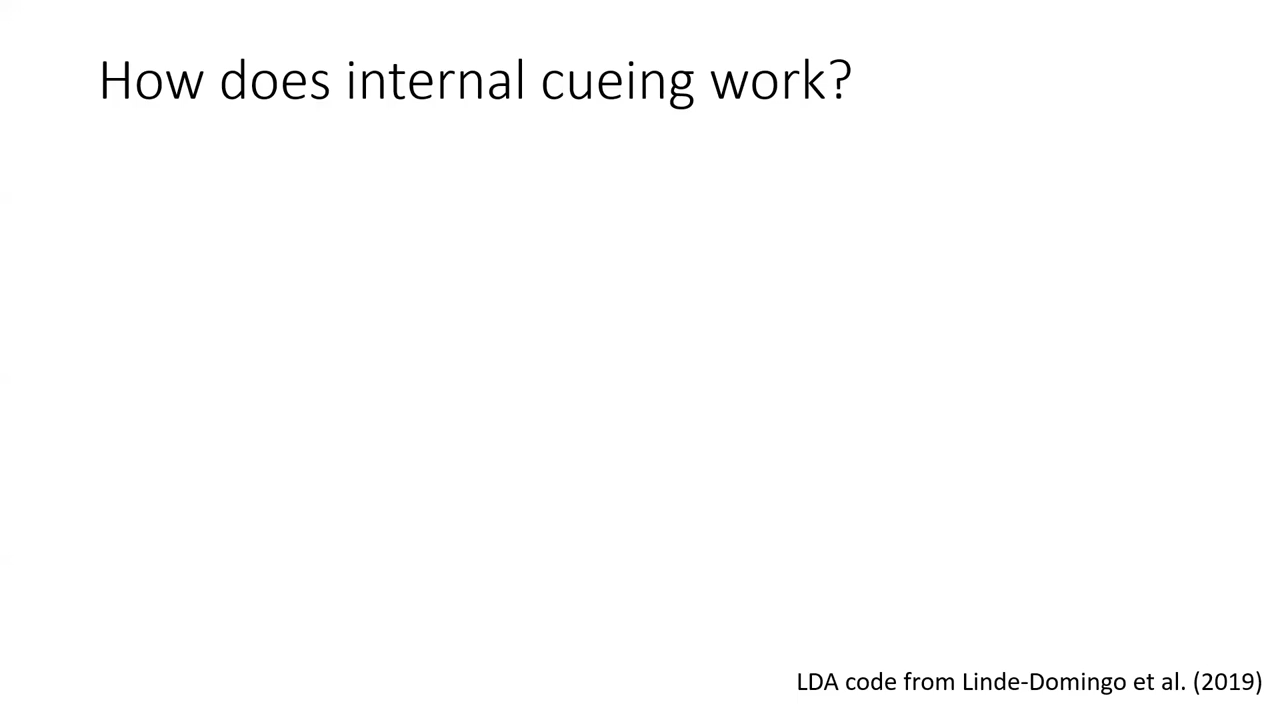 How does internal cueing work?
LDA code from Linde-Domingo et al. (2019)